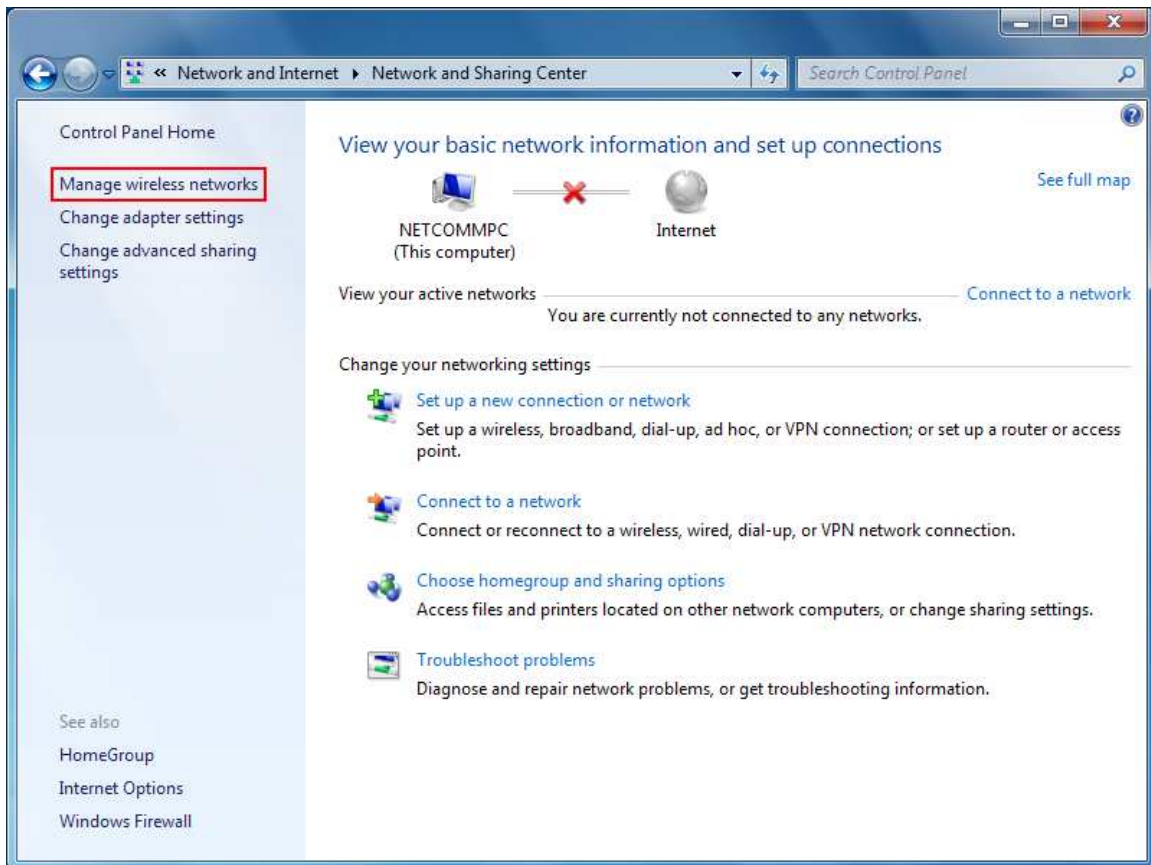 « Network and Internet ▸ Network and Sharing Center
Search Control Panel
Control Panel Home
Manage wireless networks
Change adapter settings
Change advanced sharing
settings
See also
HomeGroup
Internet Options
Windows Firewall
View your basic network information and set up connections
See full map
NETCOMMPC
(This computer)
Internet
View your active networks
Connect to a network
You are currently not connected to any networks.
Change your networking settings
Set up a new connection or network
Set up a wireless, broadband, dial-up, ad hoc, or VPN connection; or set up a router or access
point.
Connect to a network
Connect or reconnect to a wireless, wired, dial-up, or VPN network connection.
Choose homegroup and sharing options
Access files and printers located on other network computers, or change sharing settings.
Troubleshoot problems
Diagnose and repair network problems, or get troubleshooting information.